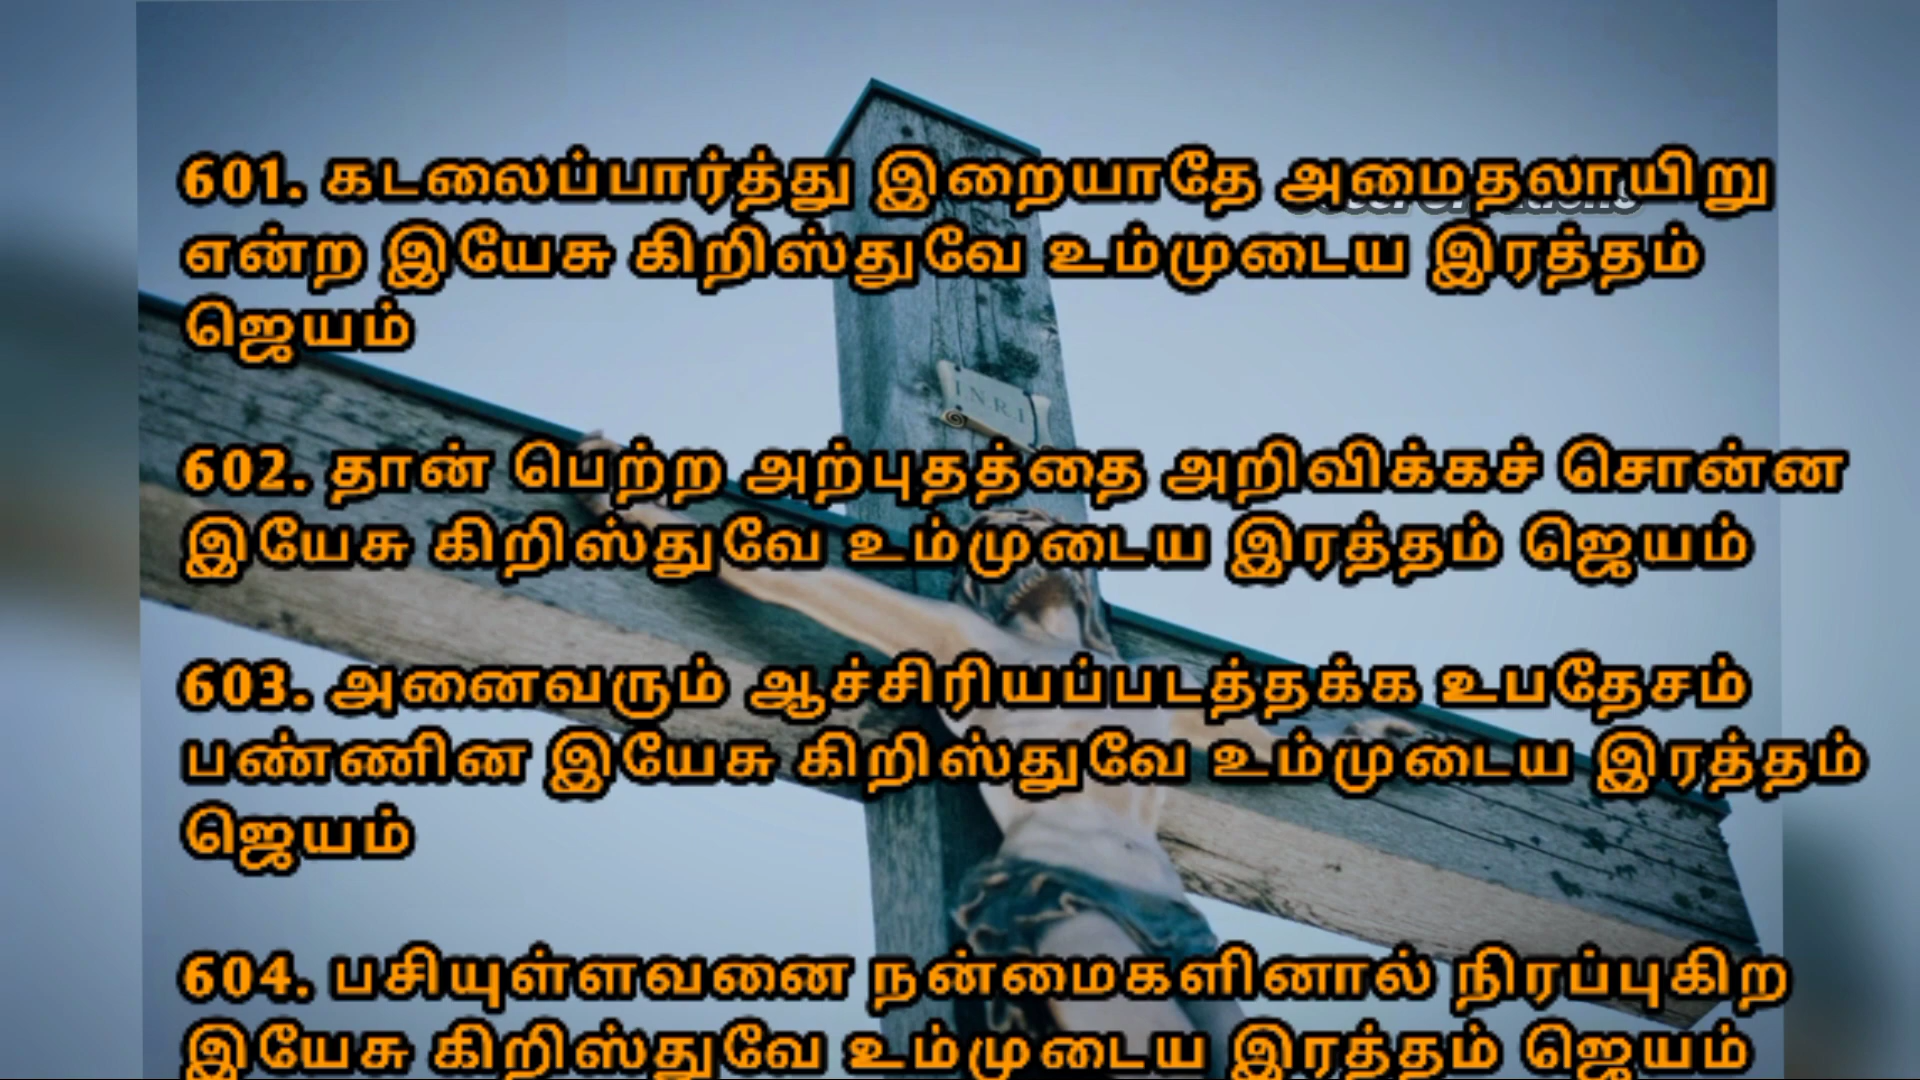 601. கடலைப்பார்த்து இறையாதே அமைதலாயிறு
என்ற இயேசு கிறிஸ்துவே உம்முடைய இரத்தம்
ஜெயம்
I.N.R.I
602. தான் பெற்ற அற்புதத்தை அறிவிக்கச் சொன்ன
இயேசு கிறிஸ்துவே உம்முடைய இரத்தம் ஜெயம்
603. அனைவரும் ஆச்சிரியப்படத்தக்க உபதேசம்
பண்ணின இயேசு கிறிஸ்துவே உம்முடைய இரத்தம்
ஜெயம்
604. பசியுள்ளவனை நன்மைகளினால் நிரப்புகிற
இயேசு கிறிஸ்துவே உம்முடைய இரத்தம் ஜெயம்